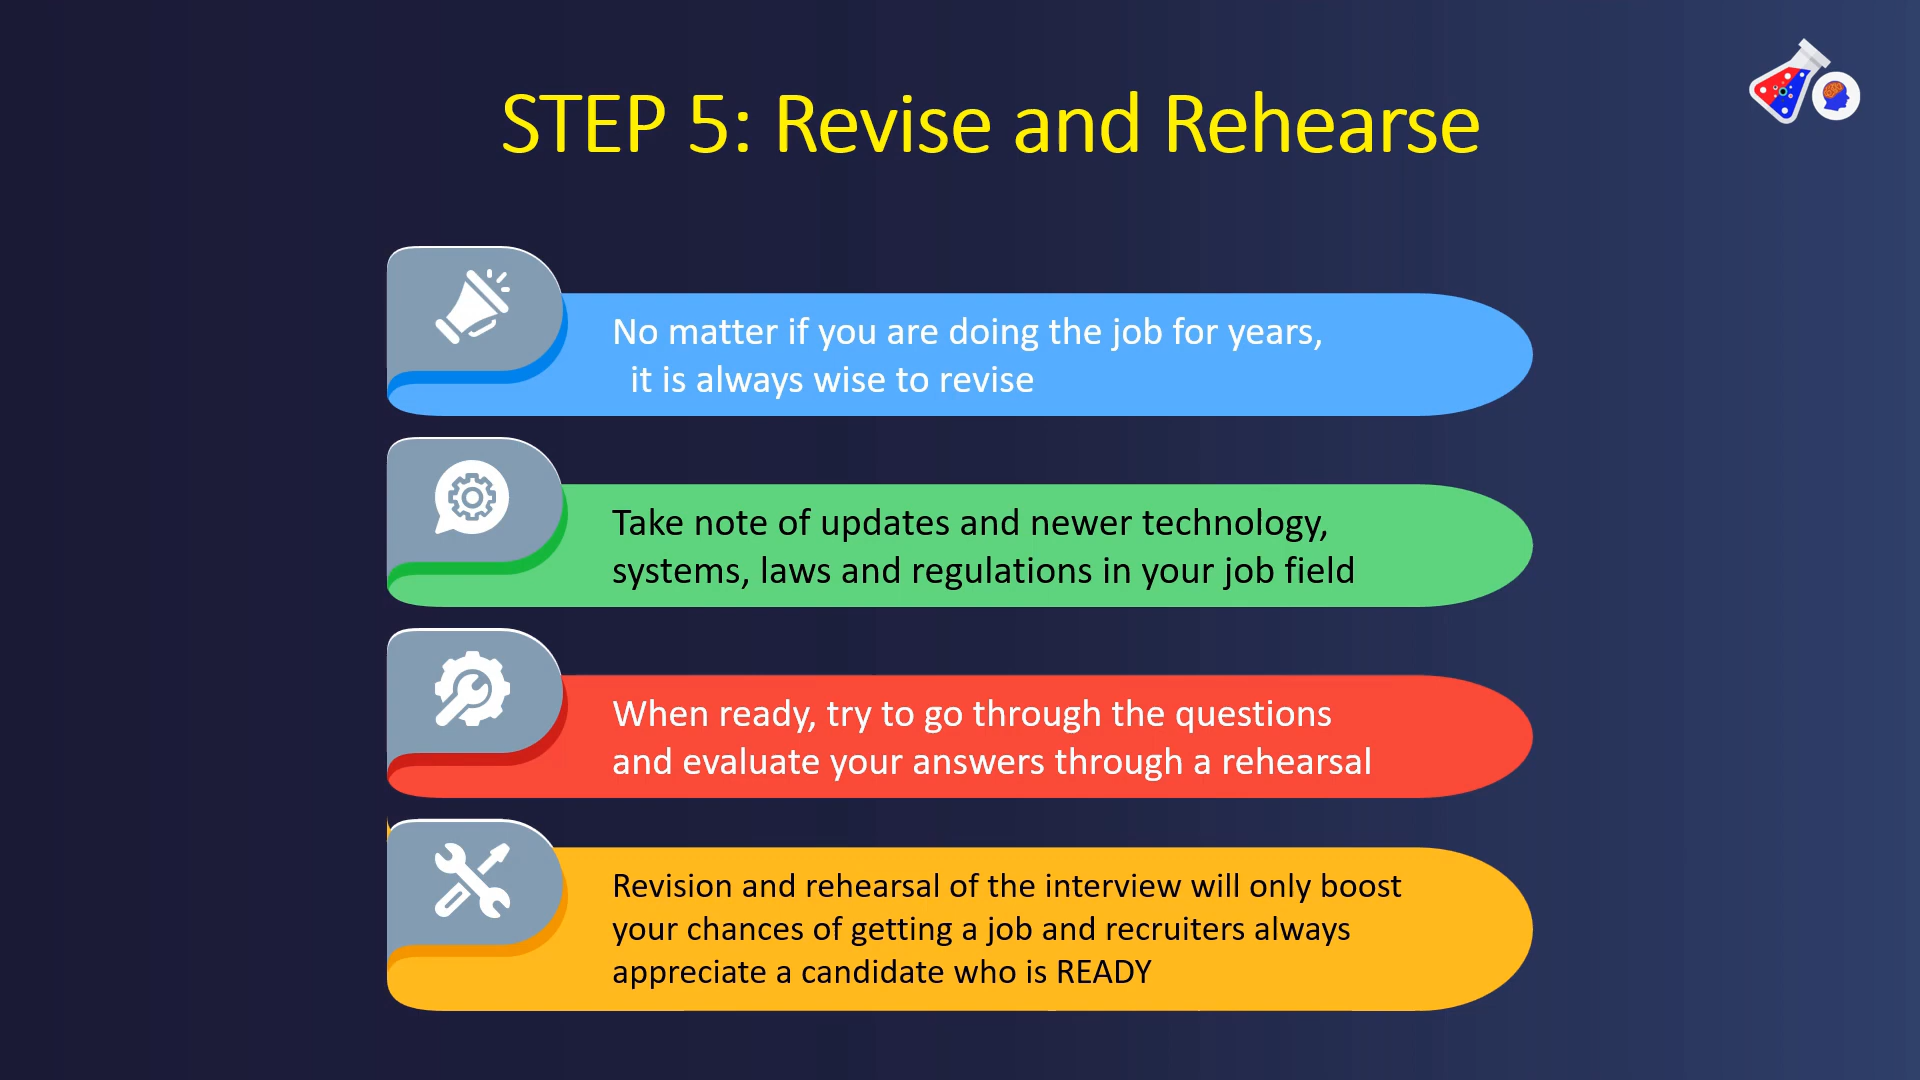 STEP 5: Revise and Rehearse
No matter if you are doing the job for years,
it is always wise to revise
Take note of updates and newer technology,
systems, laws and regulations in your job field
When ready, try to go through the questions
and evaluate your answers through a rehearsal
Revision and rehearsal of the interview will only boost
your chances of getting a job and recruiters always
appreciate a candidate who is READY